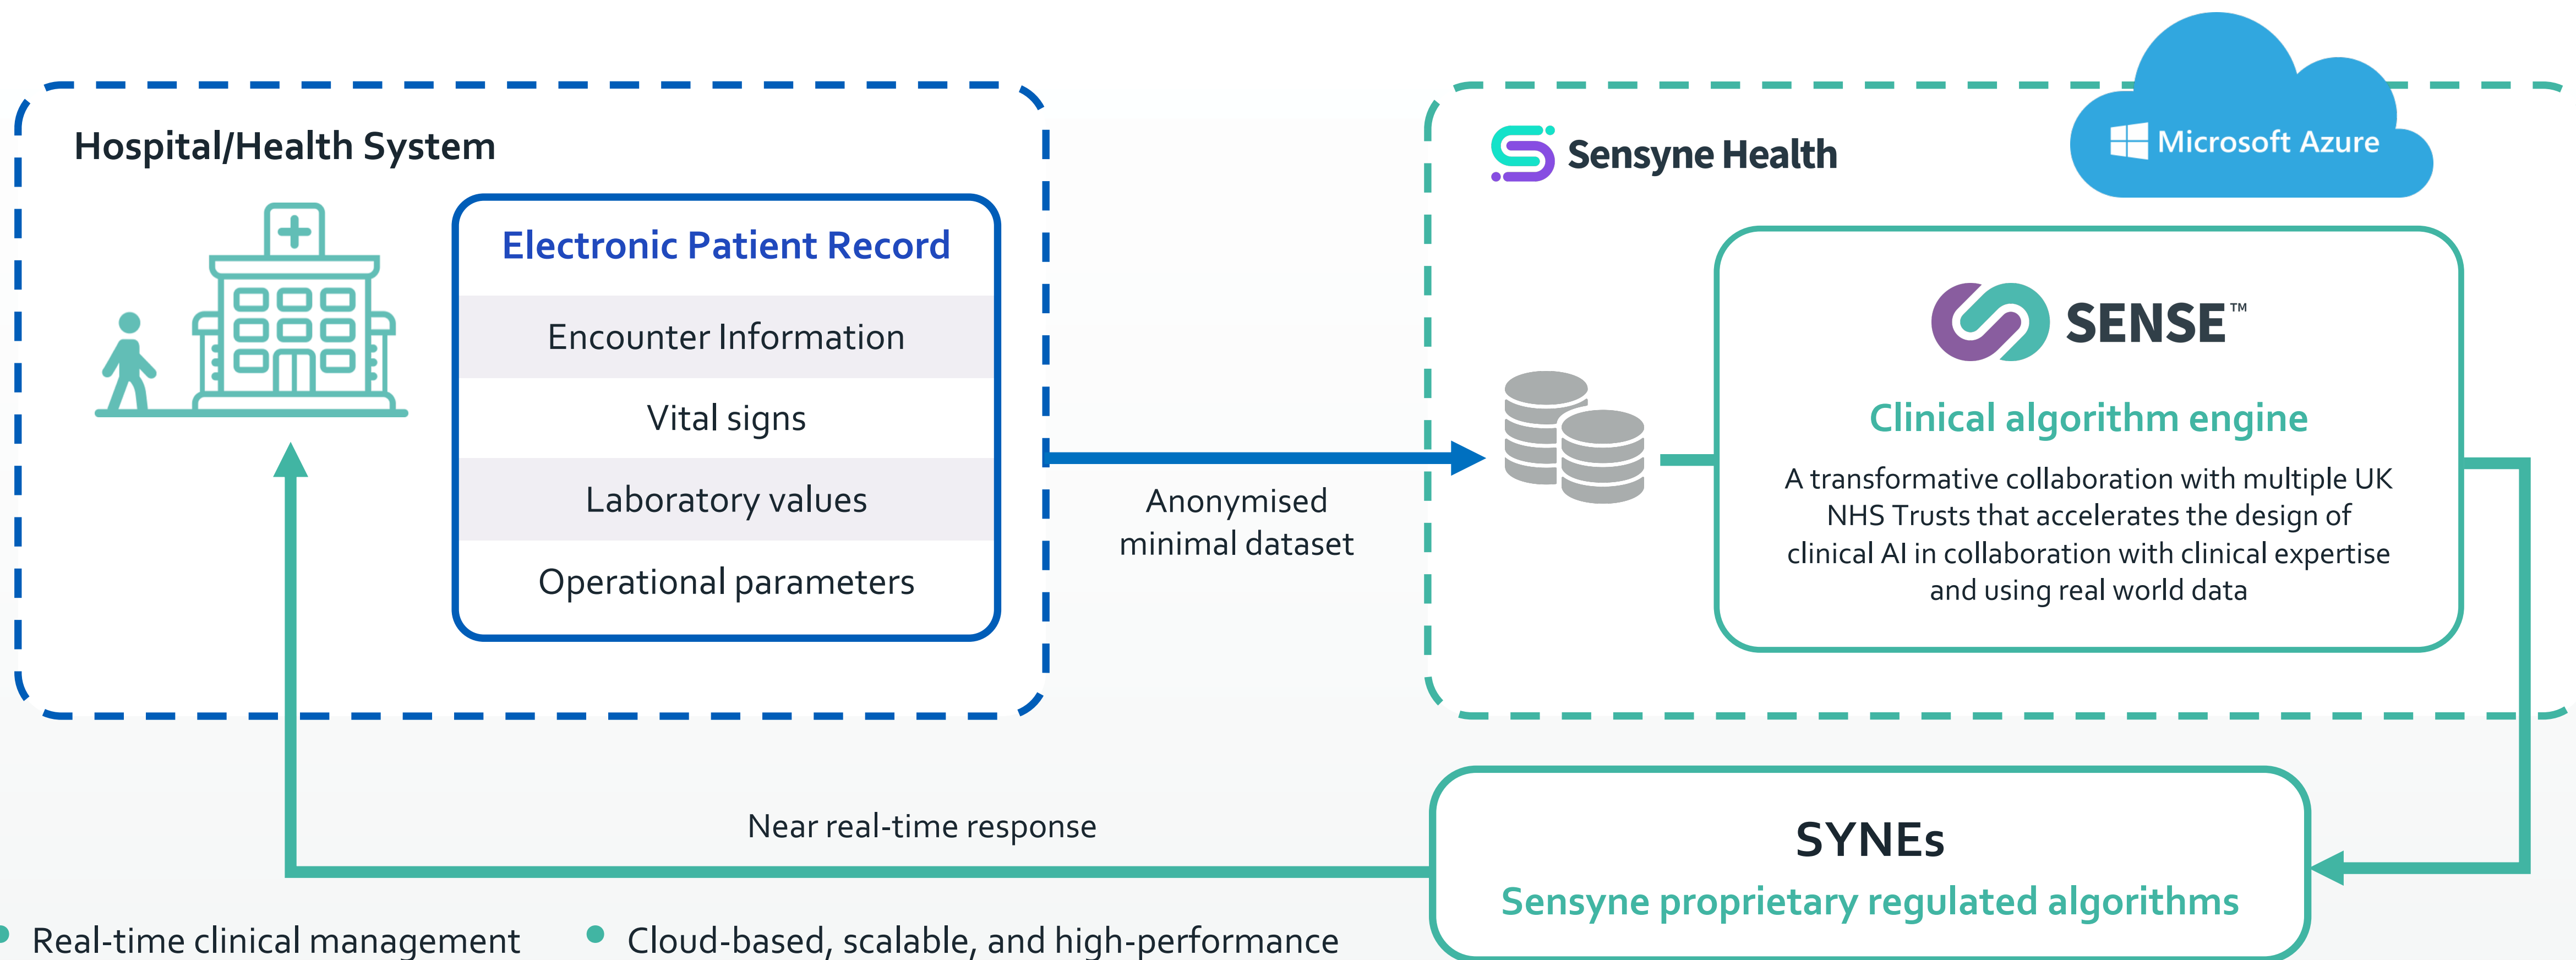 Hospital/Health System
Electronic Patient Record
Encounter Information
Vital signs
Laboratory values
Operational parameters
Anonymised
minimal dataset
Sensyne Health
Microsoft Azure
SENSE™
Clinical algorithm engine
A transformative collaboration with multiple UK
NHS Trusts that accelerates the design of
clinical AI in collaboration with clinical expertise
and using real world data
Near real-time response
SYNEs
Sensyne proprietary regulated algorithms
Real-time clinical management
Cloud-based, scalable, and high-performance